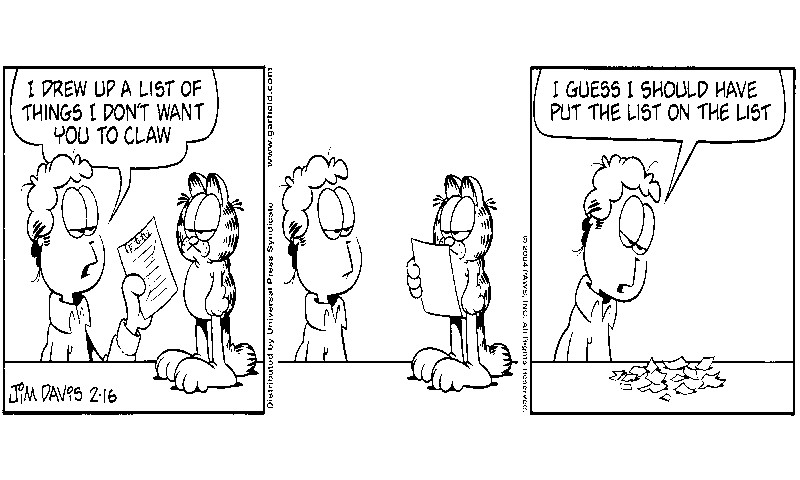 I DREW UP A LIST OF
THINGS I DON'T WANT
YOU TO CLAW
JIM DAVIS 2-16
Distributed by Universal Press Syndicate
www.garfield.com
© 2004 PAWS, INC. All Rights Reserved.
I GUESS I SHOULD HAVE
PUT THE LIST ON THE LIST